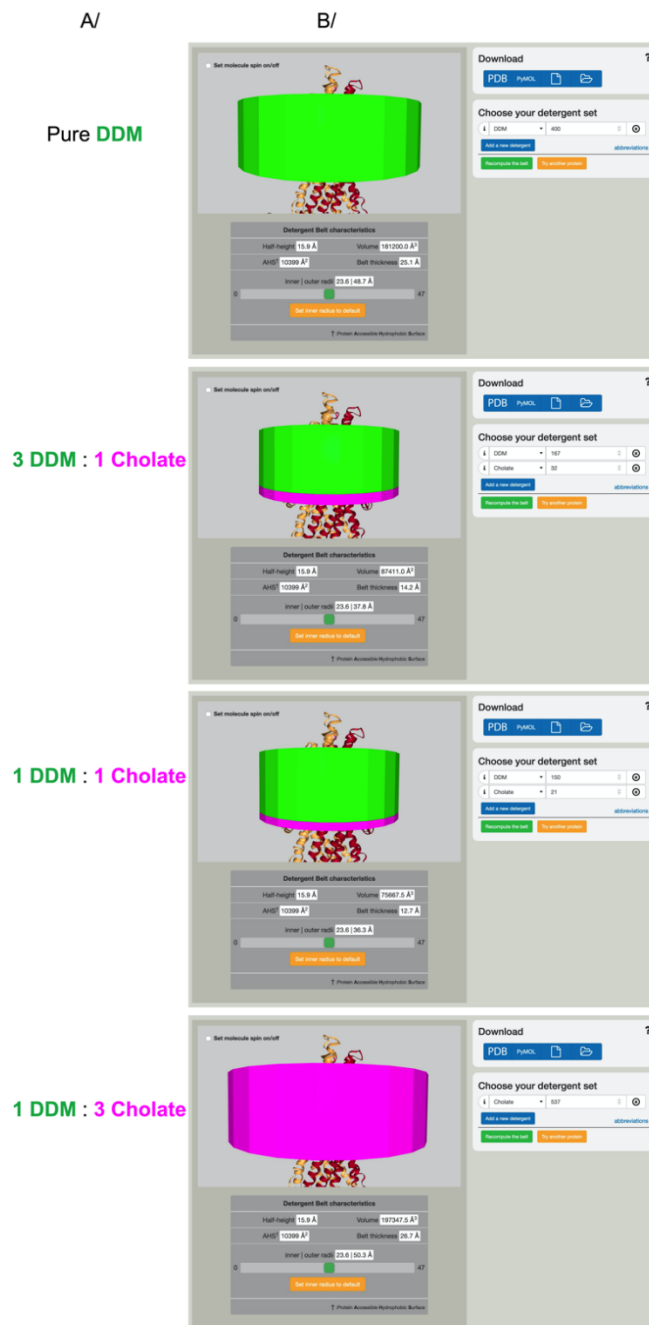 A/
B/
Pure DDM
Set molecule spin on/off
Detergent Belt characteristics
Half-height 15.9 Å Volume 181200.0 Å³
AHS† 10399 Å² Belt thickness 25.1 Å
Inner | outer radii 23.6 | 48.7 Å
0 47
Set inner radius to default
† :Protein Accessible Hydrophobic Surface
Download ?
PDB PyMOL
Choose your detergent set
i DDM 400
Add a new detergent abbreviations
Recompute the belt Try another protein
3 DDM : 1 Cholate
Set molecule spin on/off
Detergent Belt characteristics
Half-height 15.9 Å Volume 87411.0 Å³
AHS† 10399 Å² Belt thickness 14.2 Å
Inner | outer radii 23.6 | 37.8 Å
0 47
Set inner radius to default
† :Protein Accessible Hydrophobic Surface
Download ?
PDB PyMOL
Choose your detergent set
i DDM 167
i Cholate 32
Add a new detergent abbreviations
Recompute the belt Try another protein
1 DDM : 1 Cholate
Set molecule spin on/off
Detergent Belt characteristics
Half-height 15.9 Å Volume 75667.5 Å³
AHS† 10399 Å² Belt thickness 12.7 Å
Inner | outer radii 23.6 | 36.3 Å
0 47
Set inner radius to default
† :Protein Accessible Hydrophobic Surface
Download ?
PDB PyMOL
Choose your detergent set
i DDM 150
i Cholate 21
Add a new detergent abbreviations
Recompute the belt Try another protein
1 DDM : 3 Cholate
Set molecule spin on/off
Detergent Belt characteristics
Half-height 15.9 Å Volume 197347.5 Å³
AHS† 10399 Å² Belt thickness 26.7 Å
Inner | outer radii 23.6 | 50.3 Å
0 47
Set inner radius to default
† :Protein Accessible Hydrophobic Surface
Download ?
PDB PyMOL
Choose your detergent set
i Cholate 537
Add a new detergent abbreviations
Recompute the belt Try another protein